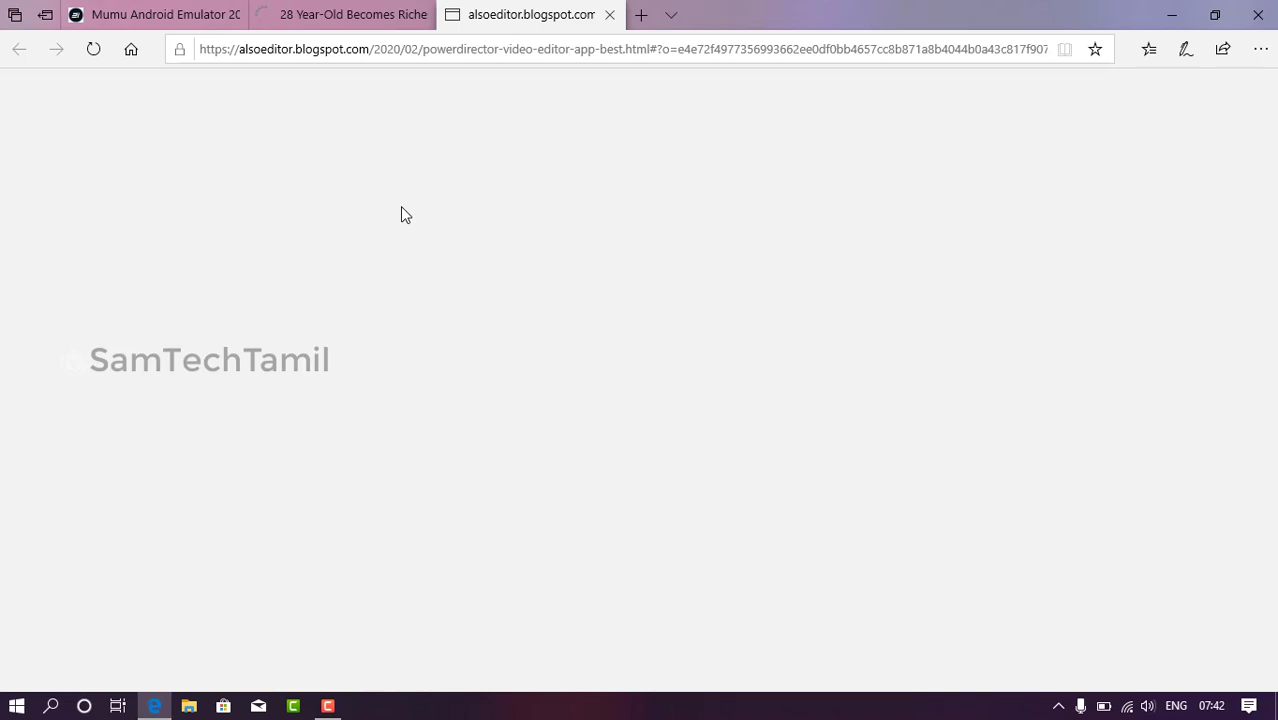 Mumu Android Emulator 20
28 Year-Old Becomes Riche
alsoeditor.blogspot.com
https://alsoeditor.blogspot.com/2020/02/powerdirector-video-editor-app-best.html#?o=e4e72f4977356993662ee0df0bb4657cc8b871a8b4044b0a43c817f907
SamTechTamil
ENG
07:42